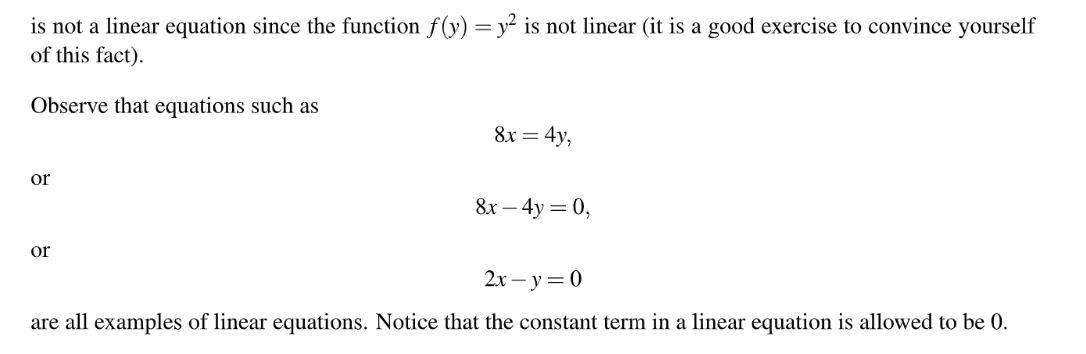 is not a linear equation since the function f(y) = y² is not linear (it is a good exercise to convince yourself
of this fact).
Observe that equations such as
8x = 4y,
or
8x − 4y = 0,
or
2x − y = 0
are all examples of linear equations. Notice that the constant term in a linear equation is allowed to be 0.